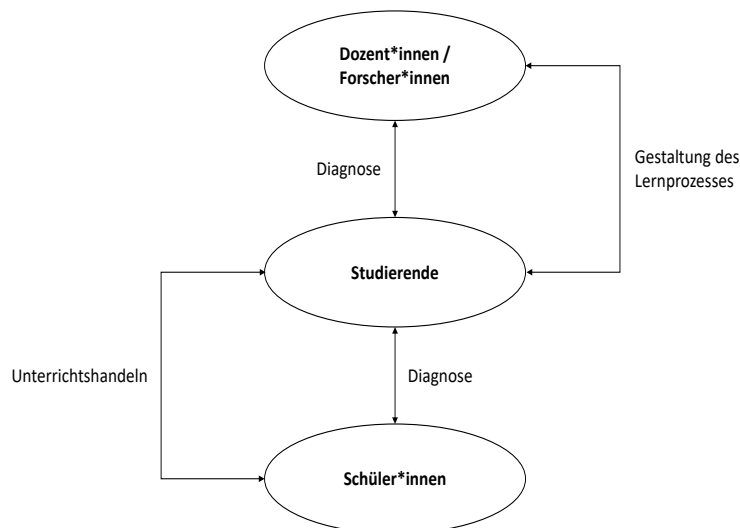 Dozent*innen /
Forscher*innen
Diagnose
Gestaltung des
Lernprozesses
Studierende
Unterrichtshandeln
Diagnose
Schüler*innen